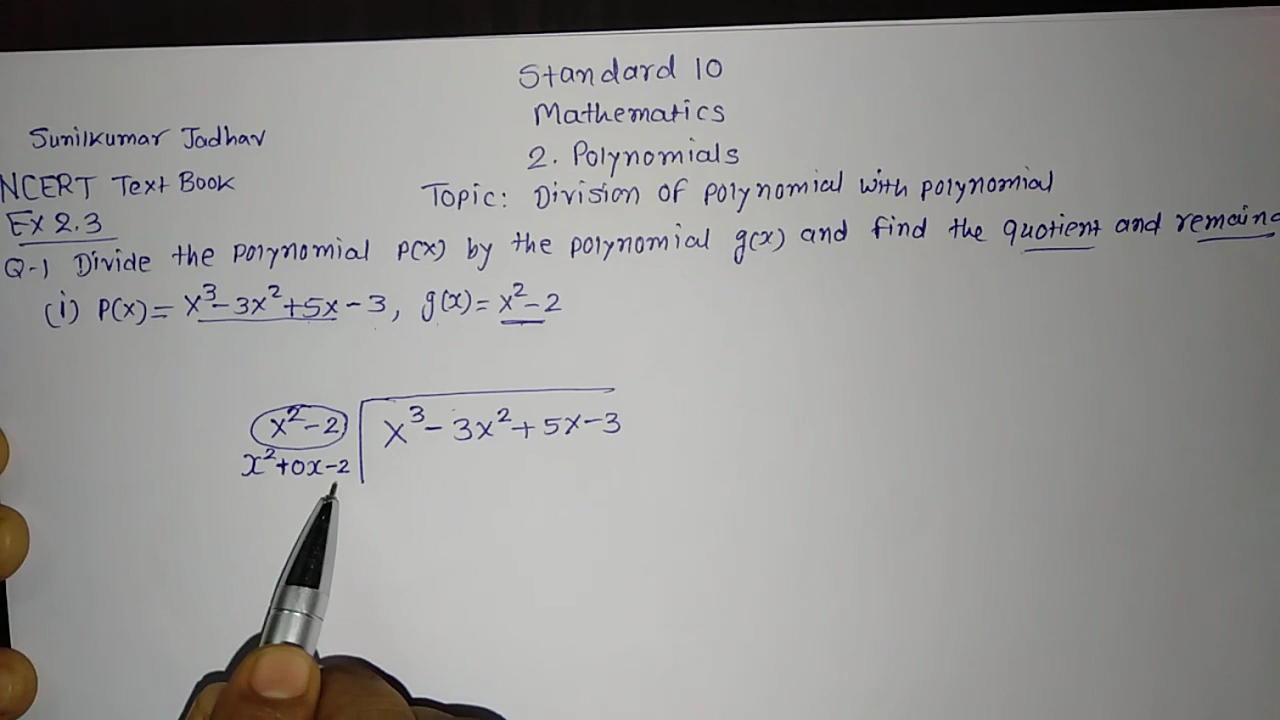 Standard 10
Mathematics
Sunilkumar Jadhav
2. Polynomials
NCERT Text Book
Topic: Division of polynomial with polynomial
Ex 2.3
Q-1 Divide the polynomial P(x) by the polynomial g(x) and find the quotient and remaind
(i) P(x) = x³ - 3x² + 5x - 3, g(x) = x² - 2
x² - 2 x³ - 3x² + 5x - 3
x² + 0x - 2